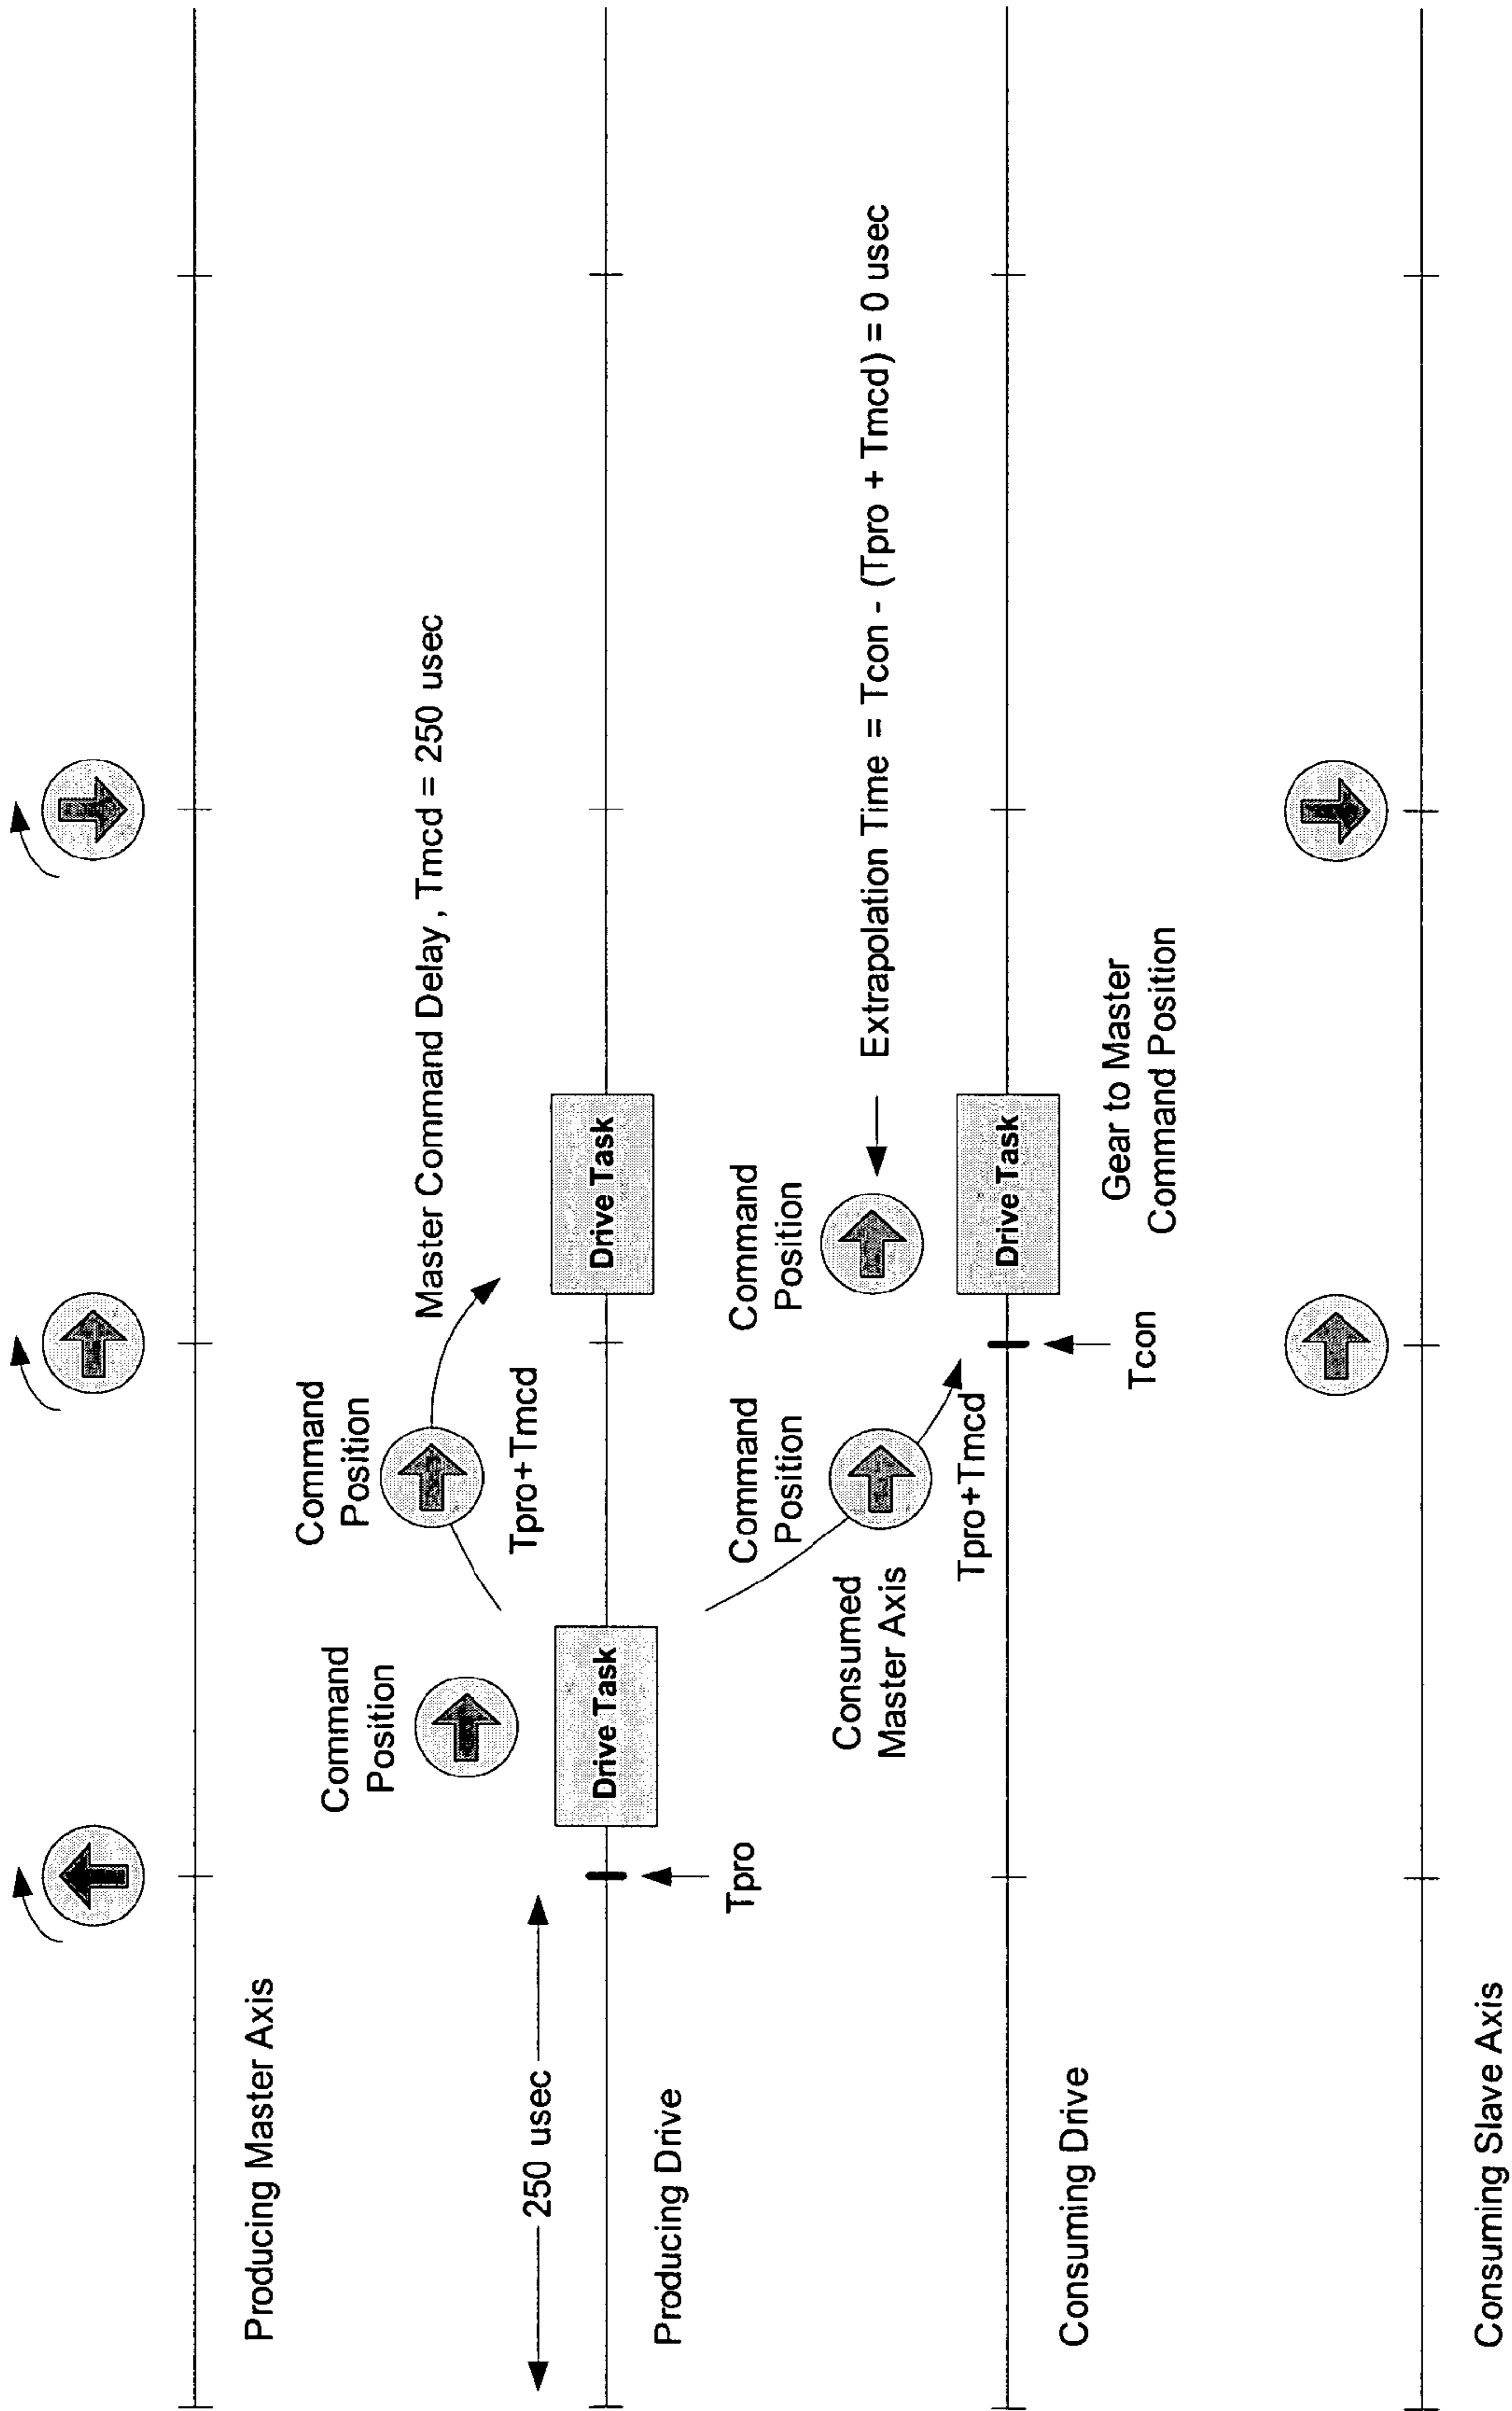 Producing Master Axis
250 usec
Command
Position
Command
Position
Tpro+Tmcd
Master Command Delay, Tmcd = 250 usec
Drive Task
Drive Task
Tpro
Producing Drive
Command
Position
Consumed
Master Axis
Tpro+Tmcd
Command
Position
Extrapolation Time = Tcon - (Tpro + Tmcd) = 0 usec
Drive Task
Tcon
Gear to Master
Command Position
Consuming Drive
Consuming Slave Axis